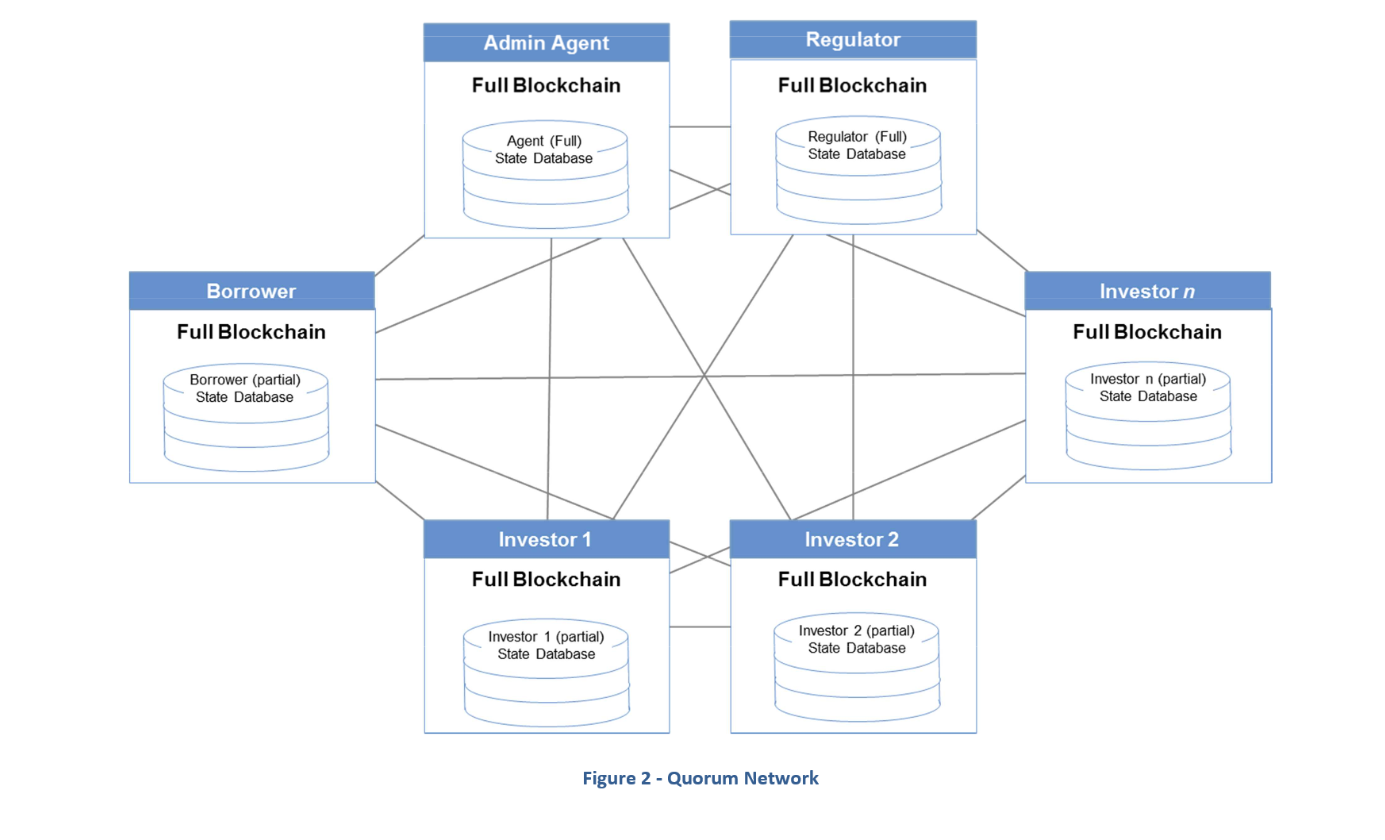 Admin Agent
Full Blockchain
Agent (Full)
State Database
Regulator
Full Blockchain
Regulator (Full)
State Database
Borrower
Full Blockchain
Borrower (partial)
State Database
Investor n
Full Blockchain
Investor n (partial)
State Database
Investor 1
Full Blockchain
Investor 1 (partial)
State Database
Investor 2
Full Blockchain
Investor 2 (partial)
State Database
Figure 2 - Quorum Network